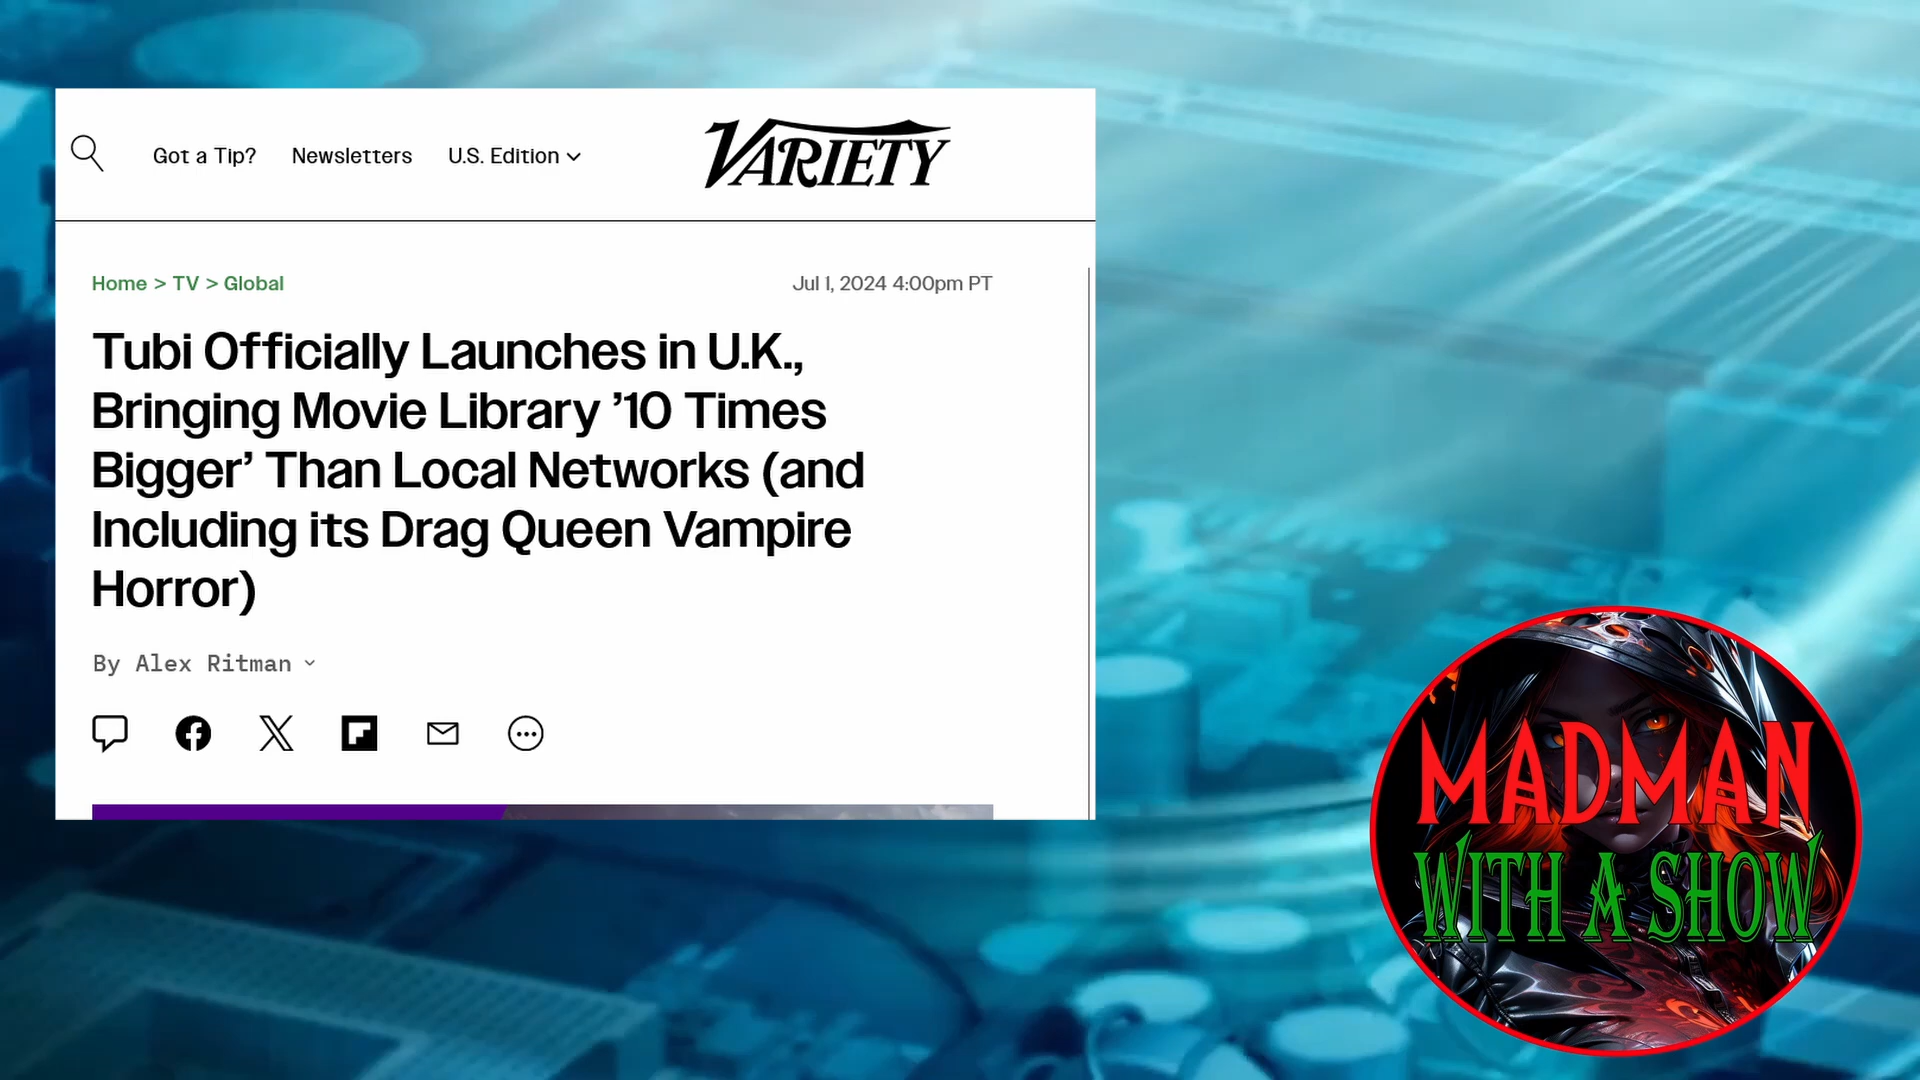 Got a Tip? Newsletters U.S. Edition VARIETY
Home > TV > Global Jul 1, 2024 4:00pm PT
Tubi Officially Launches in U.K.,
Bringing Movie Library ’10 Times
Bigger’ Than Local Networks (and
Including its Drag Queen Vampire
Horror)
By Alex Ritman
MADMAN
WITH A SHOW